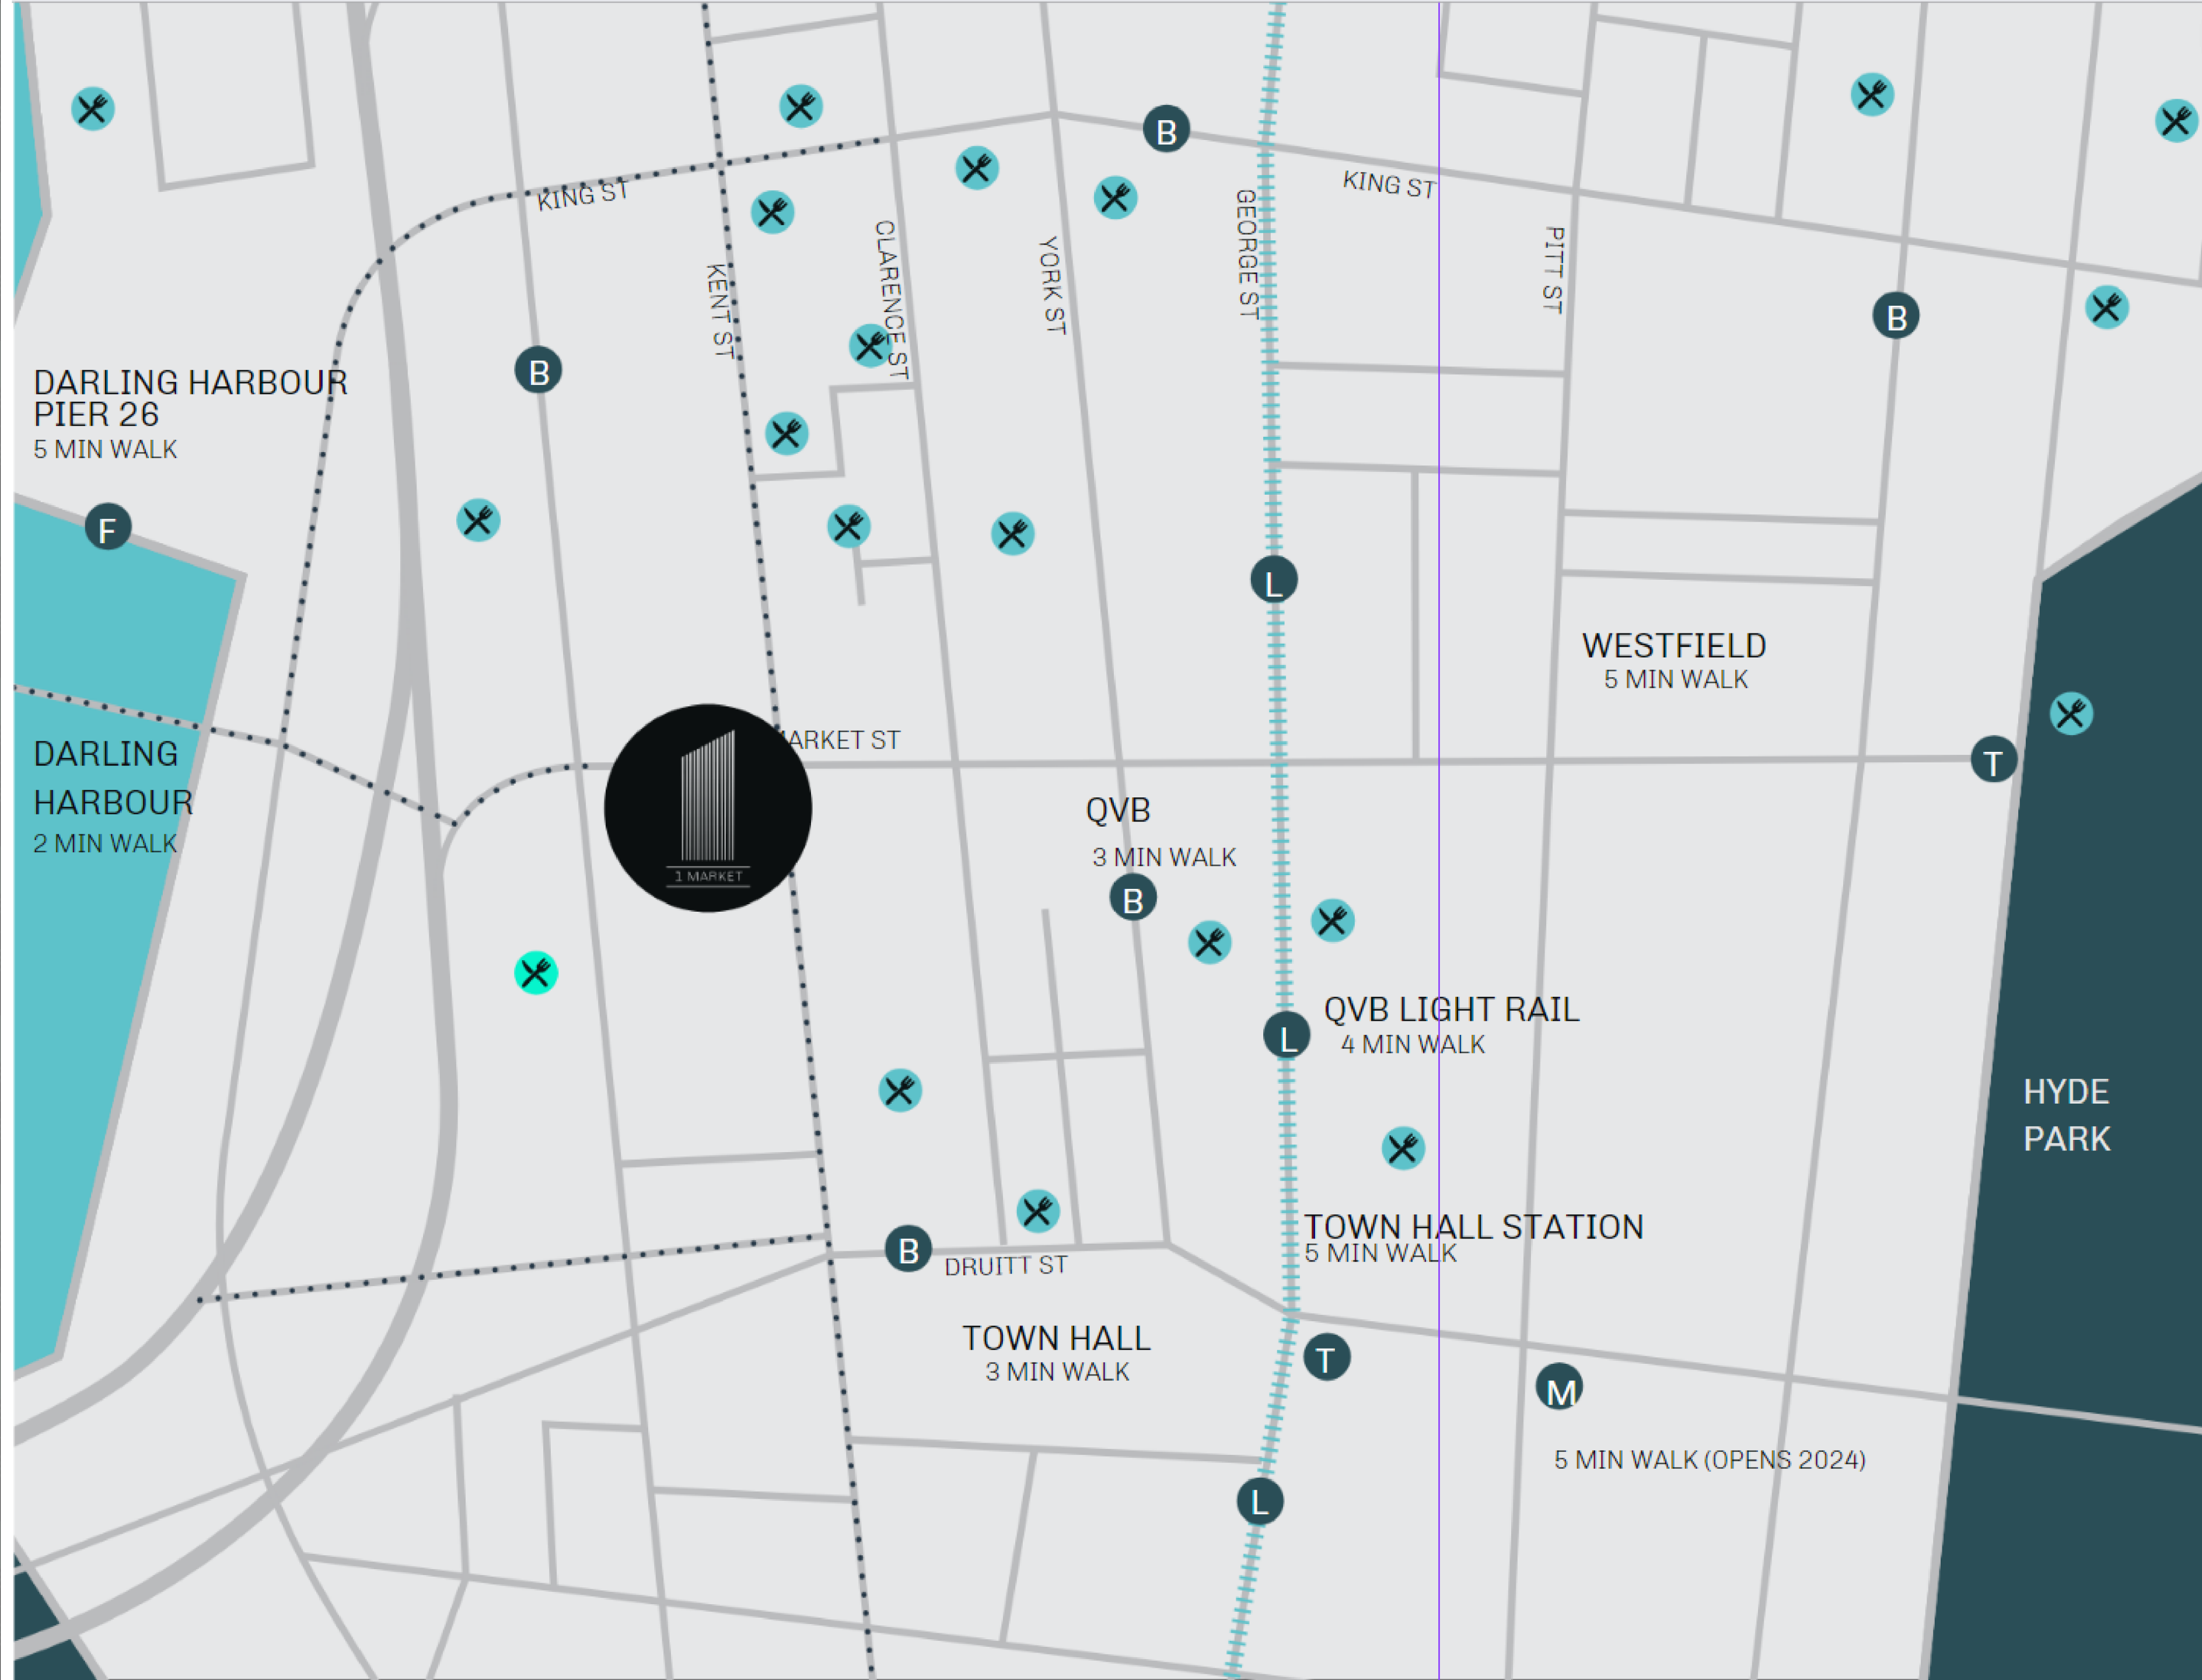 B
KING ST
KING ST
CLARENCE ST
GEORGE ST
PITT ST
YORK ST
KENT ST
B
B
DARLING HARBOUR
PIER 26
5 MIN WALK
F
L
WESTFIELD
5 MIN WALK
ARKET ST
T
DARLING
HARBOUR
2 MIN WALK
1 MARKET
QVB
3 MIN WALK
B
QVB LIGHT RAIL
4 MIN WALK
L
HYDE
PARK
TOWN HALL STATION
5 MIN WALK
B
DRUITT ST
TOWN HALL
3 MIN WALK
T
M
5 MIN WALK (OPENS 2024)
L